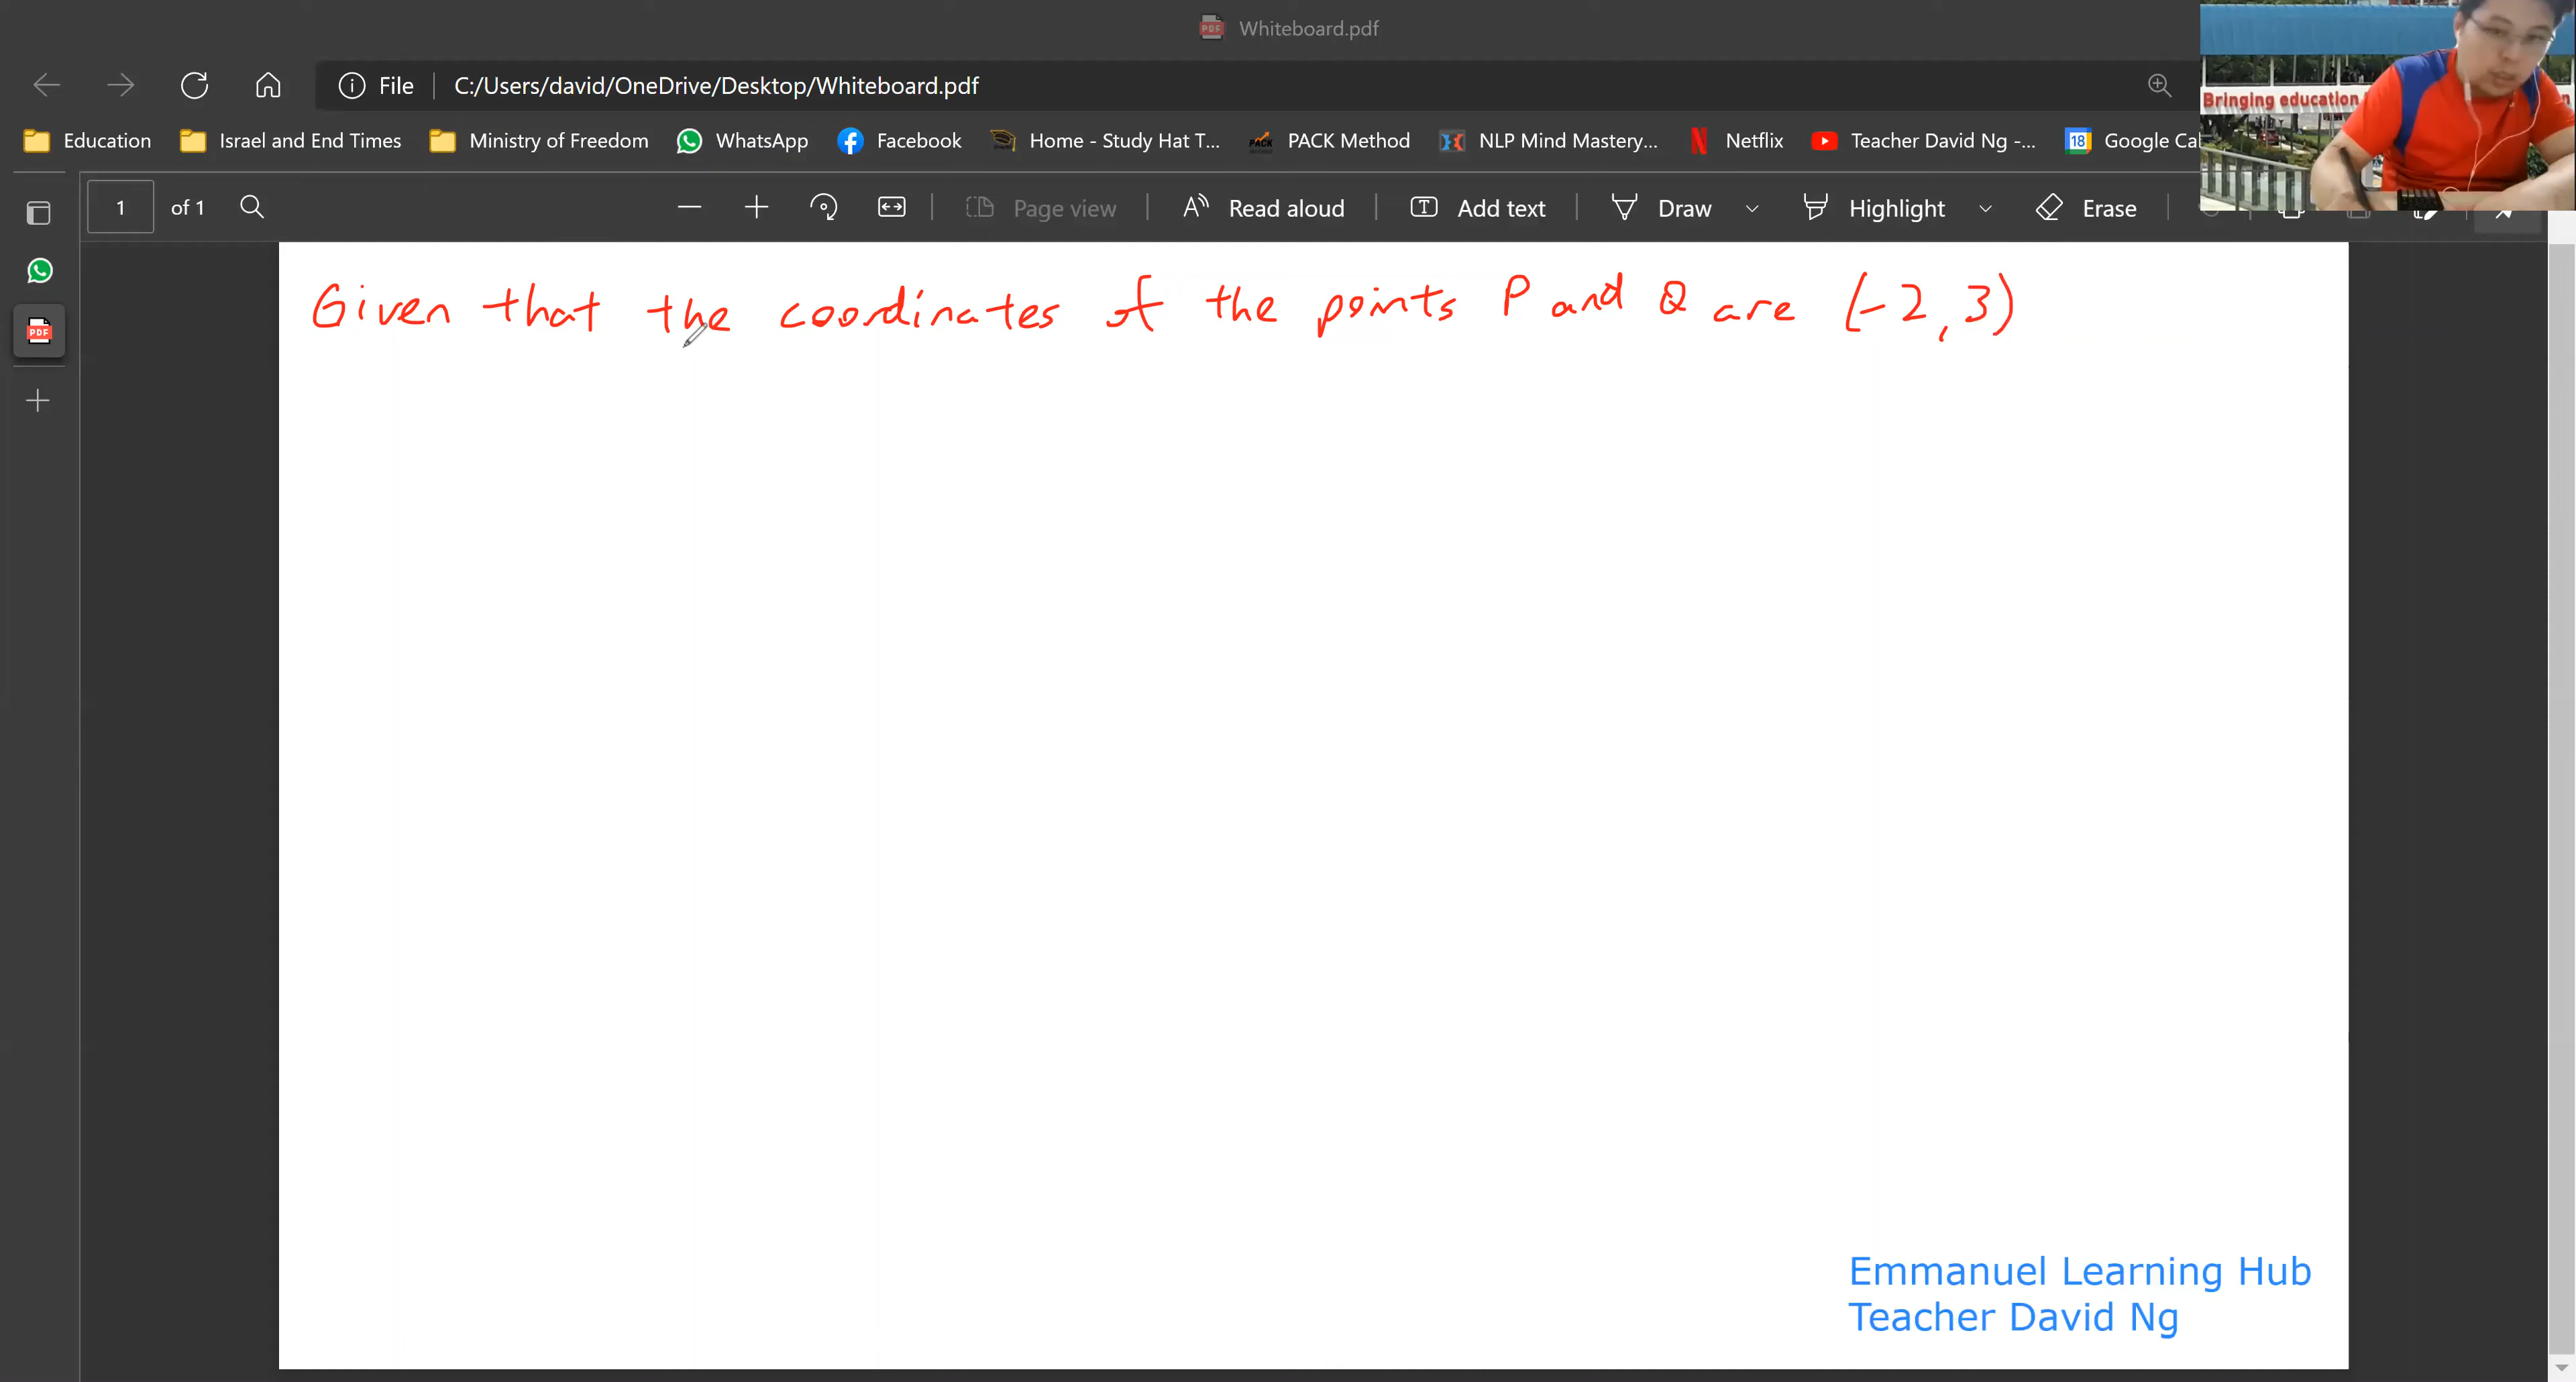 Whiteboard.pdf
File C:/Users/david/OneDrive/Desktop/Whiteboard.pdf
Education Israel and End Times Ministry of Freedom WhatsApp Facebook Home - Study Hat T... PACK Method NLP Mind Mastery... Netflix Teacher David Ng -... 18 Google Ca
Bringing education
1 of 1 Page view Read aloud Add text Draw Highlight Erase
Given that the coordinates of the points P and Q are (-2, 3)
Emmanuel Learning Hub
Teacher David Ng